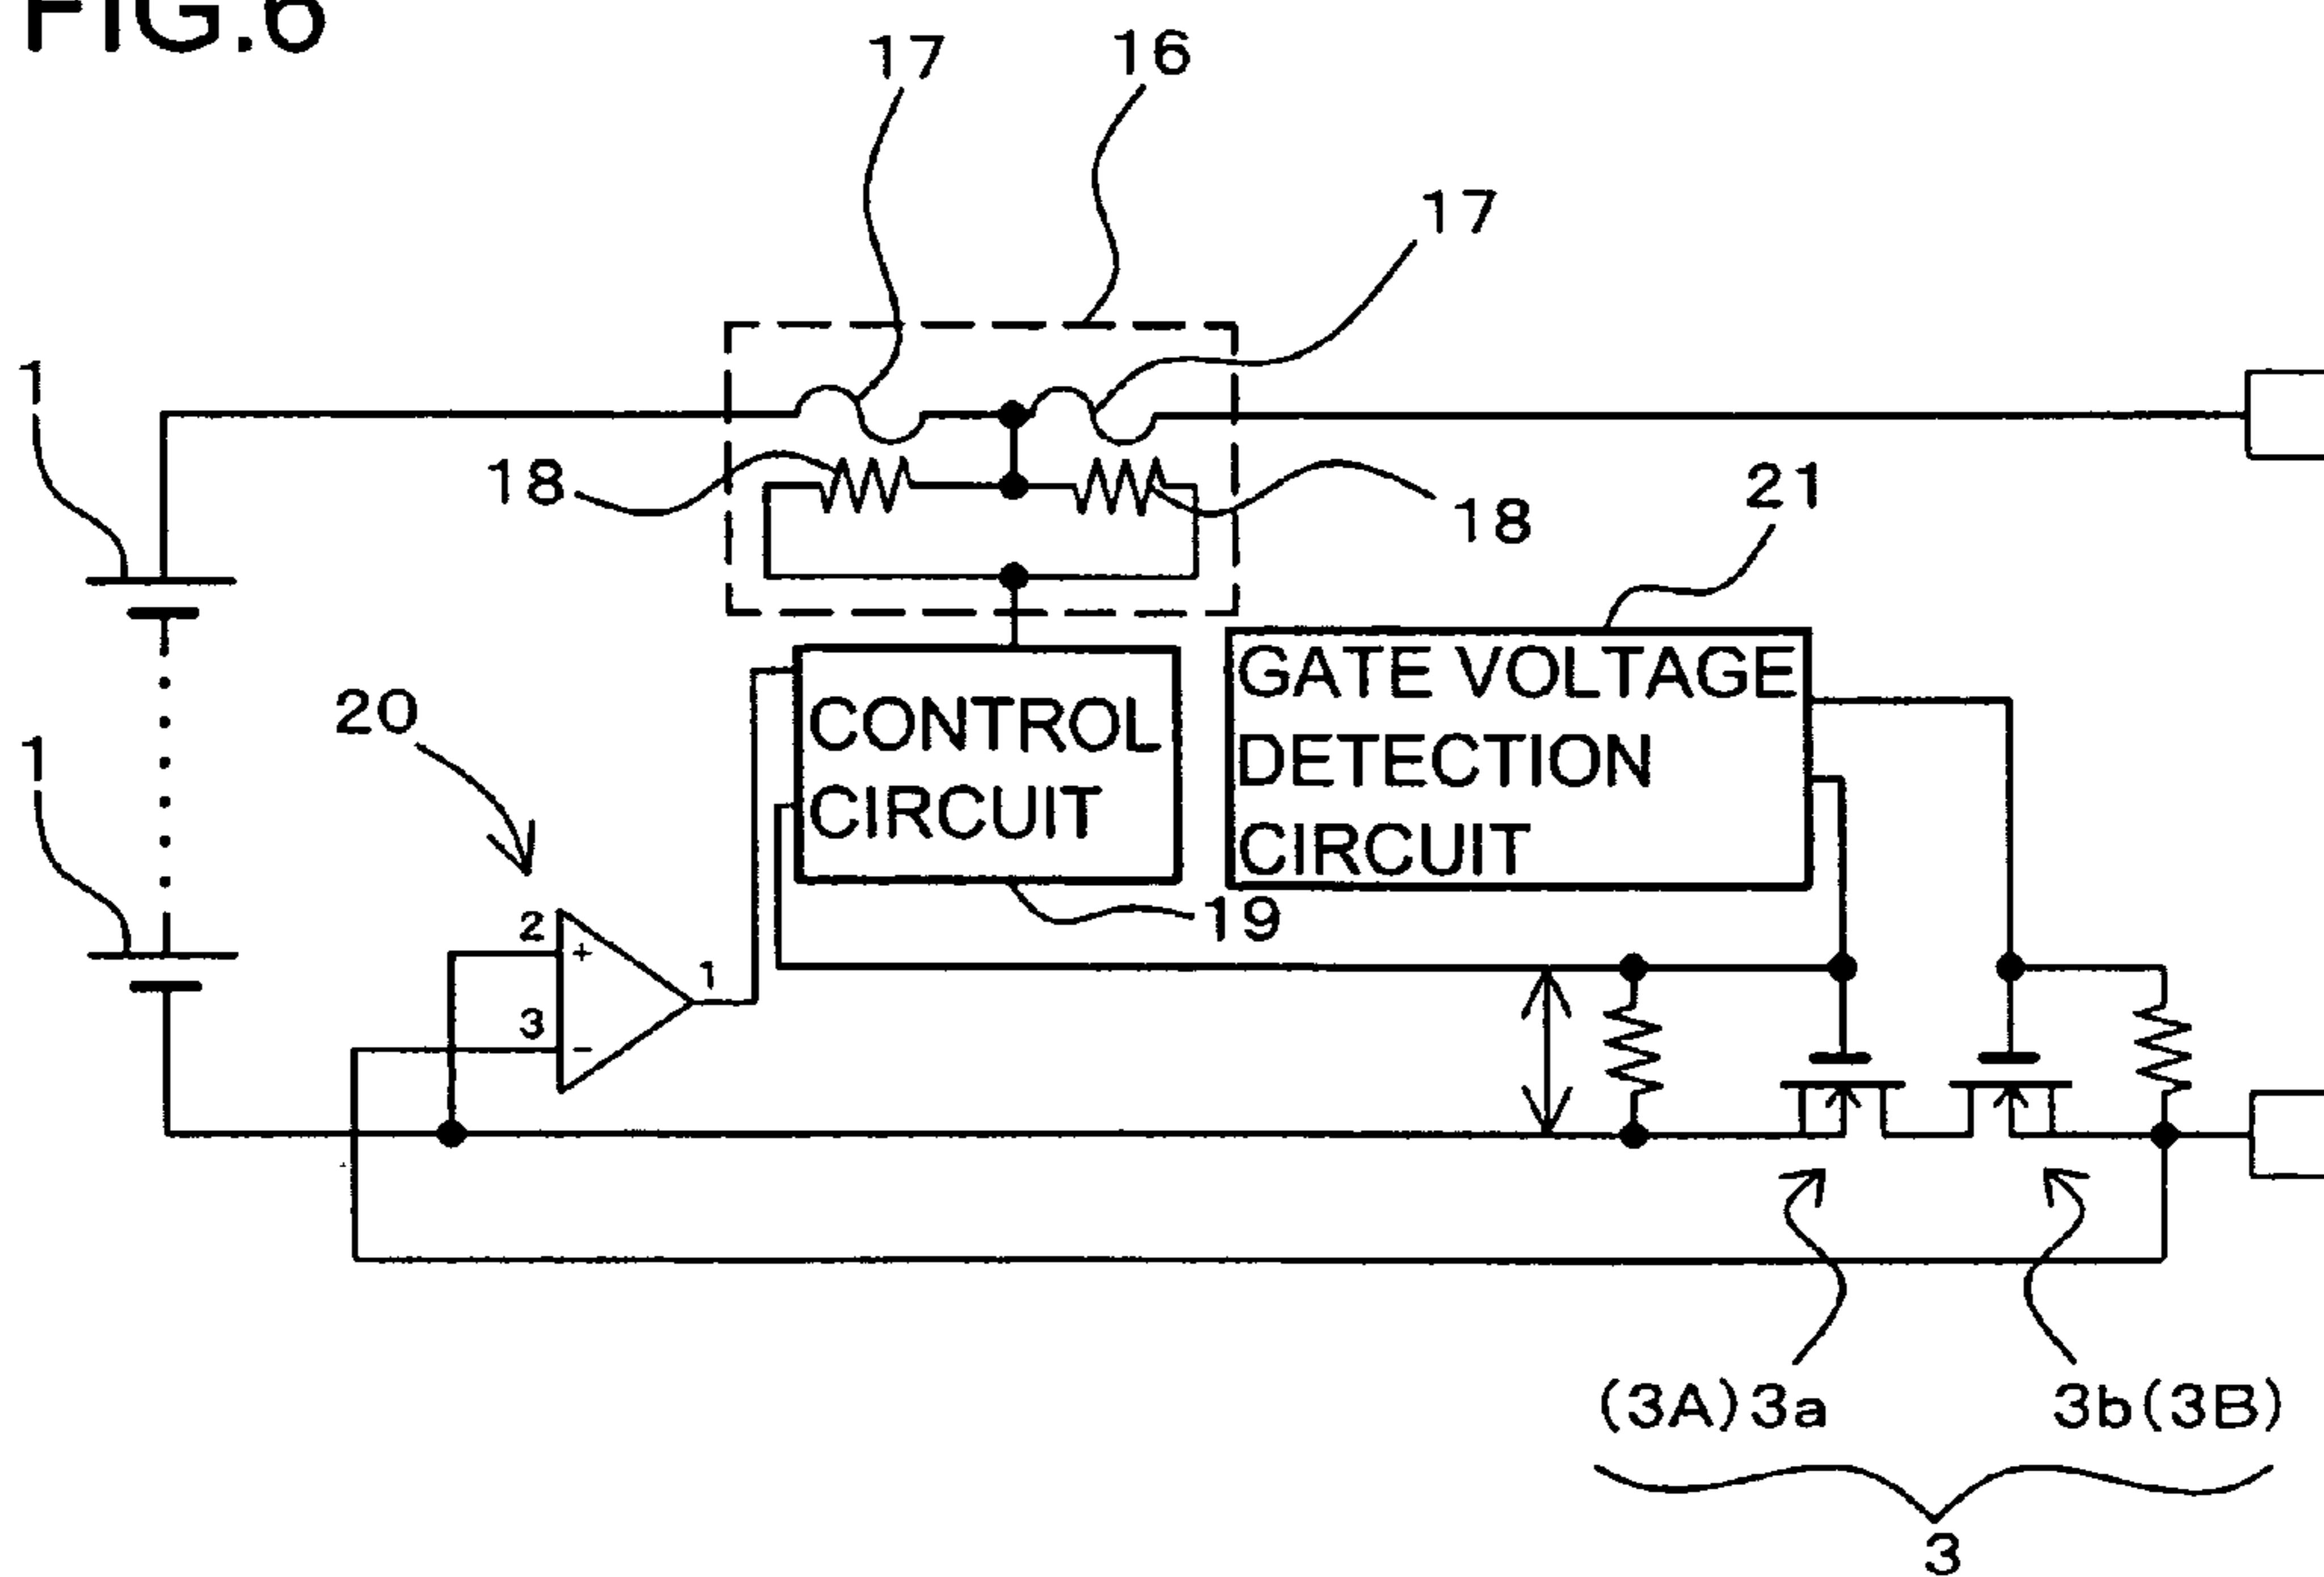 FIG.6
17
16
17
1
18
18
21
GATE VOLTAGE
DETECTION
CIRCUIT
20
CONTROL
CIRCUIT
1
19
2
+
1
3
−
(3A)3a
3b(3B)
3